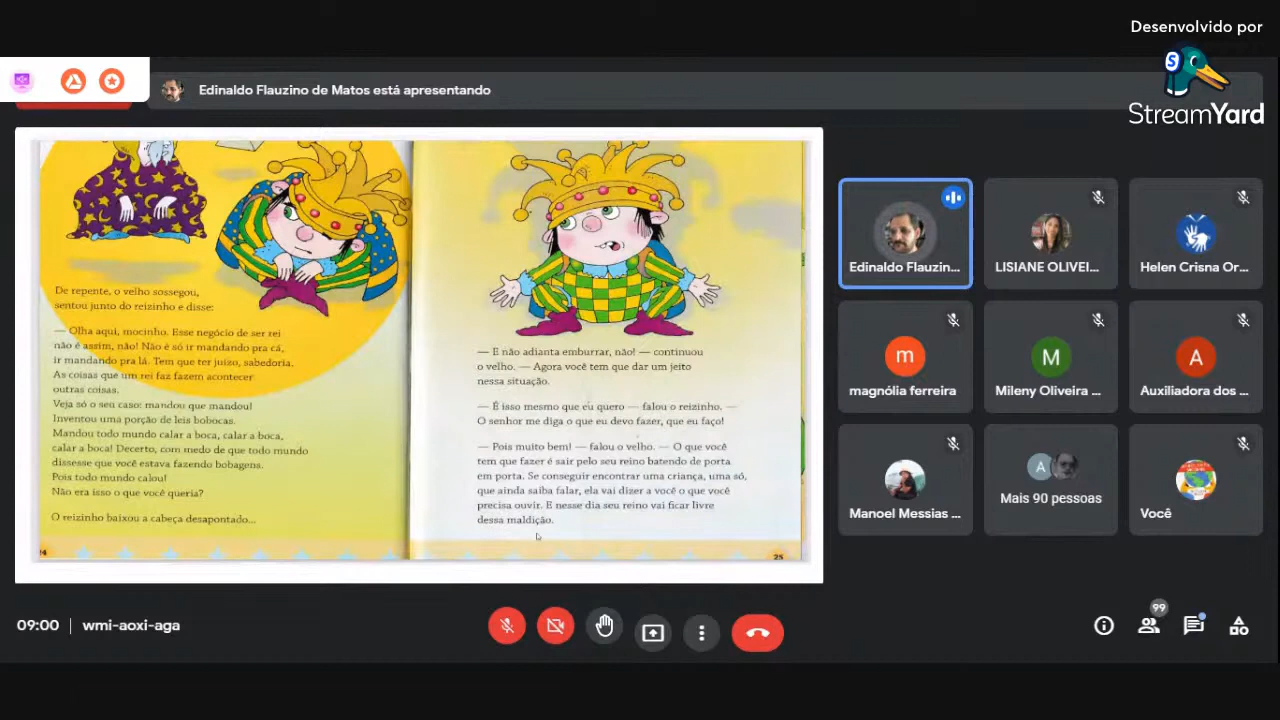 Desenvolvido por
StreamYard
Edinaldo Flauzino de Matos está apresentando
De repente, o velho sossegou,
sentou junto do reizinho e disse:
— Olha aqui, mocinho. Esse negócio de ser rei
não é assim, não! Não é só ir mandando pra cá,
ir mandando pra lá. Tem que ter juízo, sabedoria.
As coisas que um rei faz fazem acontecer
outras coisas.
Veja só o seu caso: mandou que mandou!
Inventou uma porção de leis bobocas.
Mandou todo mundo calar a boca, calar a boca,
calar a boca! Decerto, com medo de que todo mundo
dissesse que você estava fazendo bobagens.
Pois todo mundo calou!
Não era isso o que você queria?
O reizinho baixou a cabeça desapontado...
— E não adianta emburrar, não! — continuou
o velho. — Agora você tem que dar um jeito
nessa situação.
— É isso mesmo que eu quero — falou o reizinho. —
O senhor me diga o que eu devo fazer, que eu faço!
— Pois muito bem! — falou o velho. — O que você
tem que fazer é sair pelo seu reino batendo de porta
em porta. Se conseguir encontrar uma criança, uma só,
que ainda saiba falar, ela vai dizer a você o que você
precisa ouvir. E nesse dia seu reino vai ficar livre
dessa maldição.
25
Edinaldo Flauzin...
LISIANE OLIVEI...
Helen Crisna Or...
m
magnólia ferreira
M
Mileny Oliveira ...
A
Auxiliadora dos ...
Manoel Messias ...
A
Mais 90 pessoas
Você
09:00 | wmi-aoxi-aga
99